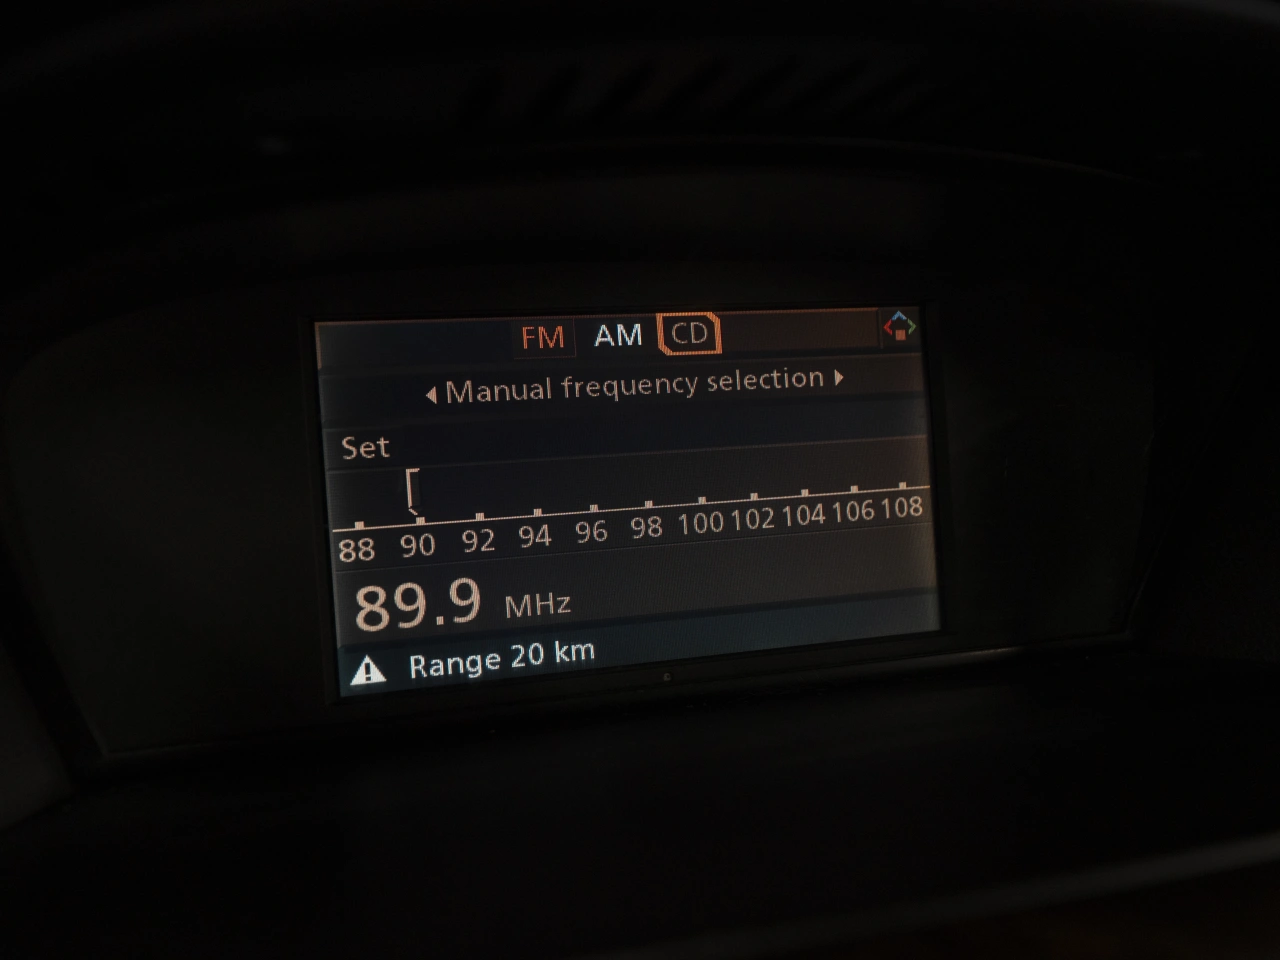 FM AM CD
Manual frequency selection
Set
88 90 92 94 96 98 100 102 104 106 108
89.9 MHz
Range 20 km